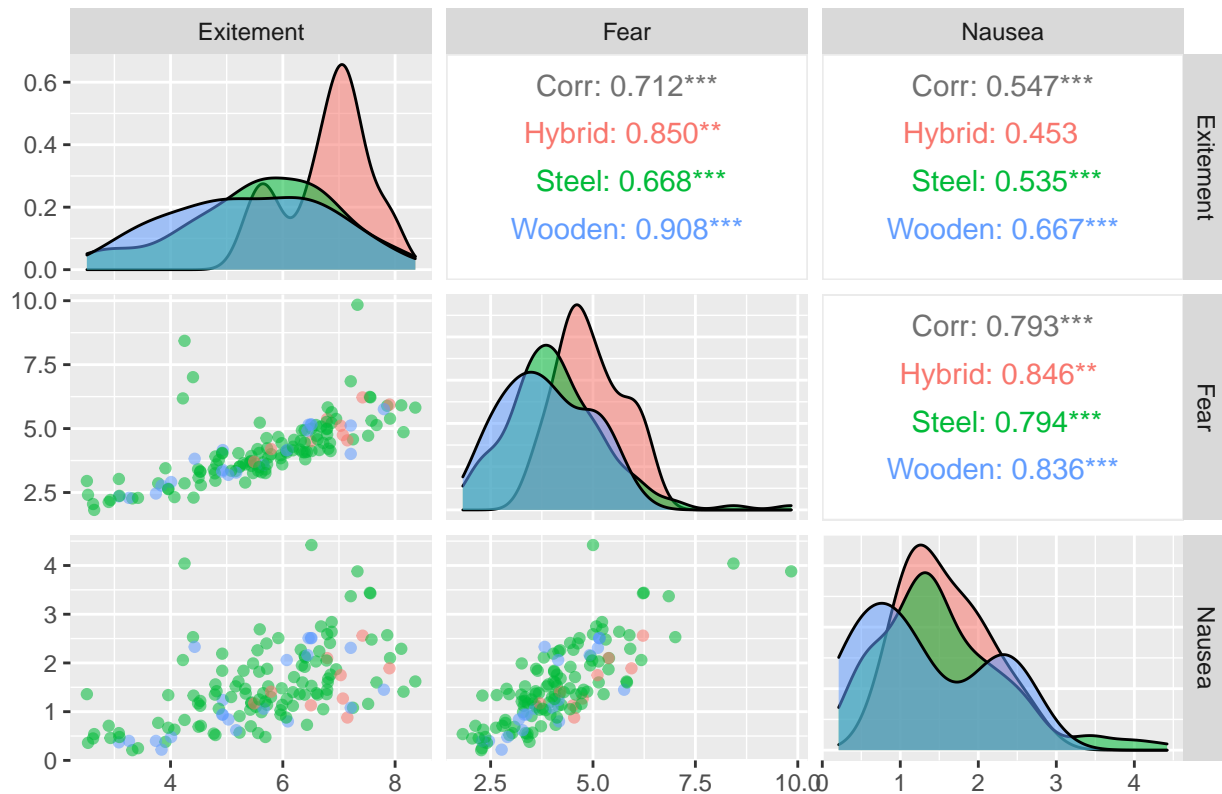 Exitement
Fear
Nausea
0.6
0.4
0.2
0.0
Corr: 0.712***
Hybrid: 0.850**
Steel: 0.668***
Wooden: 0.908***
Corr: 0.547***
Hybrid: 0.453
Steel: 0.535***
Wooden: 0.667***
Exitement
10.0
7.5
5.0
2.5
Corr: 0.793***
Hybrid: 0.846**
Steel: 0.794***
Wooden: 0.836***
Fear
4
3
2
1
0
Nausea
4 6 8
2.5 5.0 7.5 10.0
0 1 2 3 4